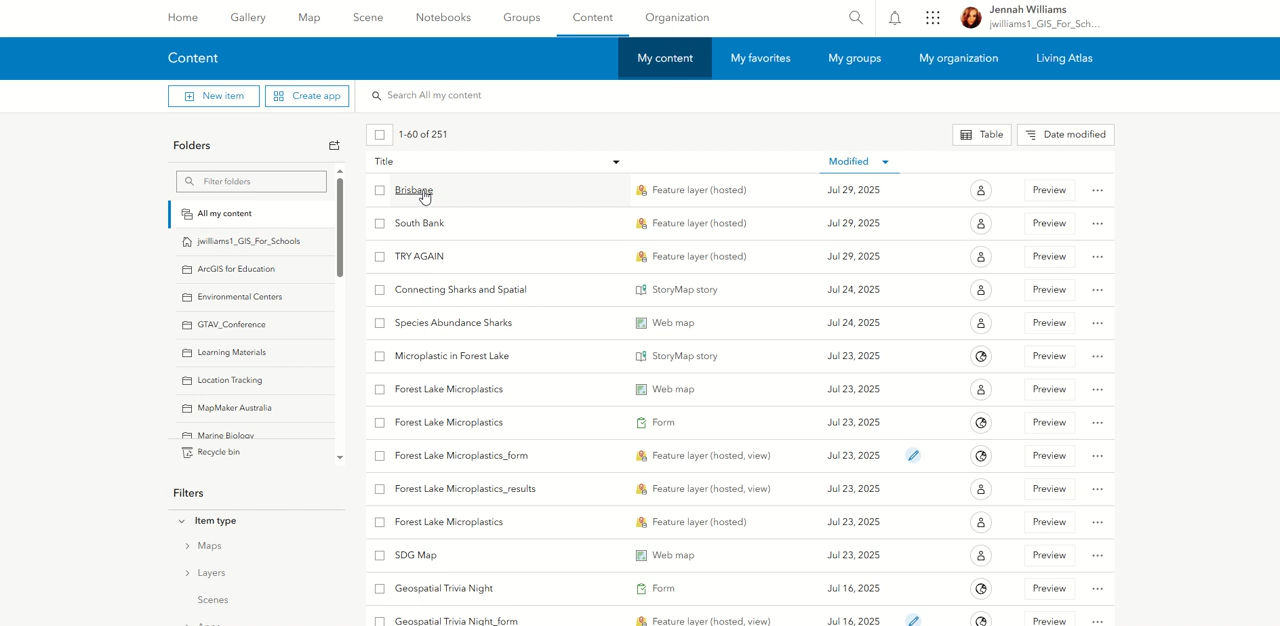 Home Gallery Map Scene Notebooks Groups Content Organization Jennah Williams
jwilliams1_GIS_For_Sch...
Content My content My favorites My groups My organization Living Atlas
New item Create app Search All my content
Folders
Filter folders
All my content
jwilliams1_GIS_For_Schools
ArcGIS for Education
Environmental Centers
GTAV_Conference
Learning Materials
Location Tracking
MapMaker Australia
Marine Biology
Recycle bin
Filters
Item type
Maps
Layers
Scenes
1-60 of 251 Table Date modified
Title Modified
Brisbane Feature layer (hosted) Jul 29, 2025 Preview
South Bank Feature layer (hosted) Jul 29, 2025 Preview
TRY AGAIN Feature layer (hosted) Jul 29, 2025 Preview
Connecting Sharks and Spatial StoryMap story Jul 24, 2025 Preview
Species Abundance Sharks Web map Jul 24, 2025 Preview
Microplastic in Forest Lake StoryMap story Jul 23, 2025 Preview
Forest Lake Microplastics Web map Jul 23, 2025 Preview
Forest Lake Microplastics Form Jul 23, 2025 Preview
Forest Lake Microplastics_form Feature layer (hosted, view) Jul 23, 2025 Preview
Forest Lake Microplastics_results Feature layer (hosted, view) Jul 23, 2025 Preview
Forest Lake Microplastics Feature layer (hosted) Jul 23, 2025 Preview
SDG Map Web map Jul 23, 2025 Preview
Geospatial Trivia Night Form Jul 16, 2025 Preview
Geospatial Trivia Night_form Feature layer (hosted, view) Jul 16, 2025 Preview